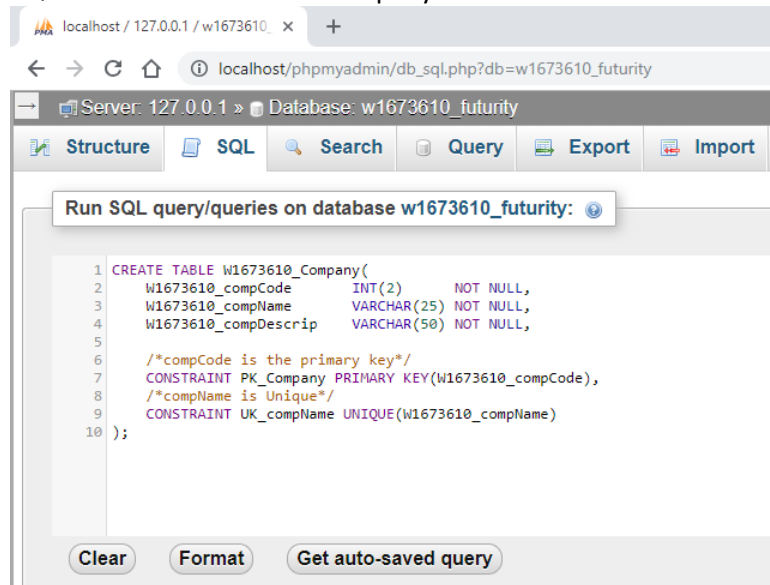 localhost / 127.0.0.1 / w1673610_ × +
localhost/phpmyadmin/db_sql.php?db=w1673610_futurity
Server: 127.0.0.1 » Database: w1673610_futurity
Structure SQL Search Query Export Import
Run SQL query/queries on database w1673610_futurity:
1 CREATE TABLE W1673610_Company(
2 W1673610_compCode INT(2) NOT NULL,
3 W1673610_compName VARCHAR(25) NOT NULL,
4 W1673610_compDescrip VARCHAR(50) NOT NULL,
5
6 /*compCode is the primary key*/
7 CONSTRAINT PK_Company PRIMARY KEY(W1673610_compCode),
8 /*compName is Unique*/
9 CONSTRAINT UK_compName UNIQUE(W1673610_compName)
10 );
Clear Format Get auto-saved query